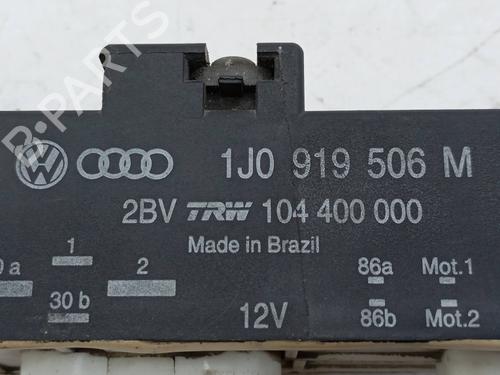 1J0 919 506 M
2BV TRW 104 400 000
Made in Brazil
1 2 86a Mot.1
30 b 12V 86b Mot.2
B-PARTS